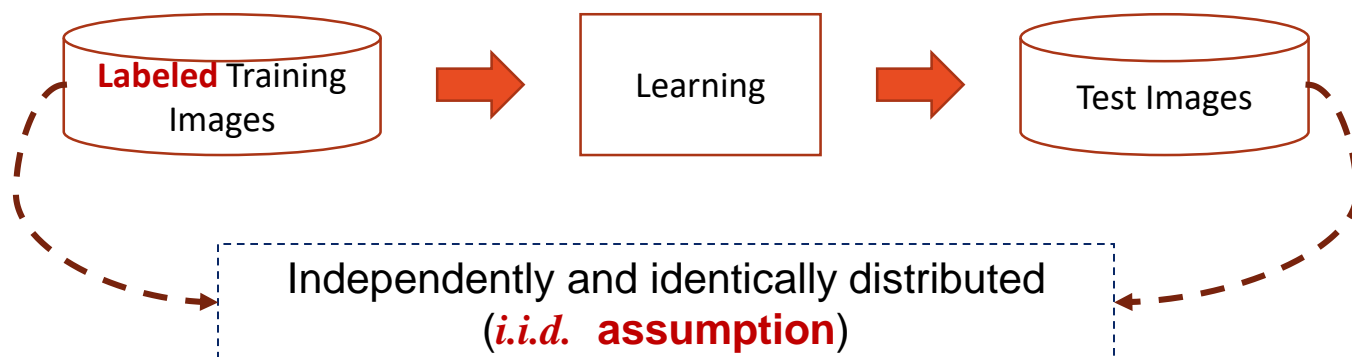 Labeled Training
Images
Learning
Test Images
Independently and identically distributed
(i.i.d. assumption)